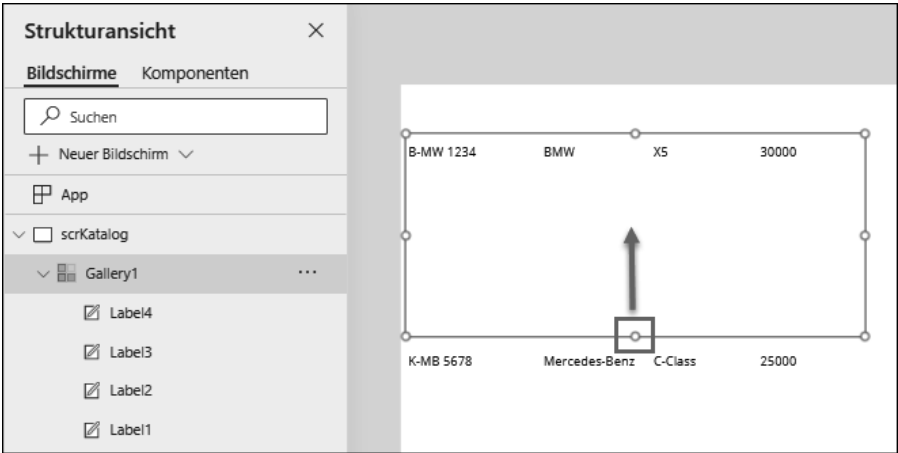 Strukturansicht
Bildschirme Komponenten
Suchen
Neuer Bildschirm
App
scrKatalog
Gallery1
Label4
Label3
Label2
Label1
B-MW 1234 BMW X5 30000
K-MB 5678 Mercedes-Benz C-Class 25000